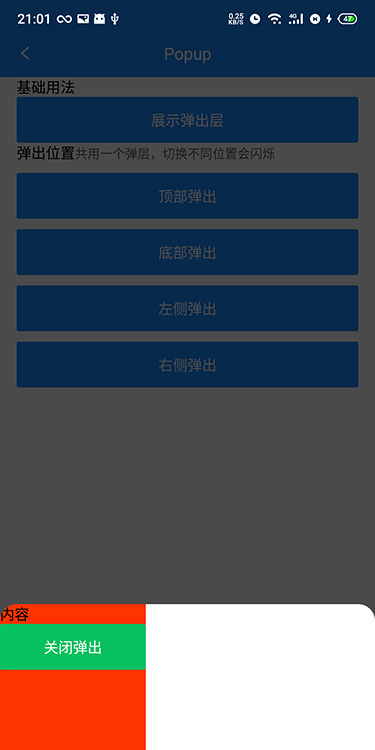 21:01 0.25 KB/S 4G 47
Popup
基础用法
展示弹出层
弹出位置共用一个弹层，切换不同位置会闪烁
顶部弹出
底部弹出
左侧弹出
右侧弹出
内容
关闭弹出